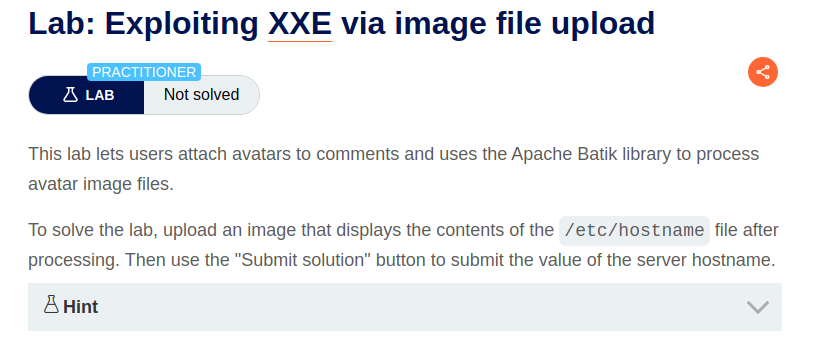 Lab: Exploiting XXE via image file upload
PRACTITIONER
LAB Not solved
This lab lets users attach avatars to comments and uses the Apache Batik library to process
avatar image files.
To solve the lab, upload an image that displays the contents of the /etc/hostname file after
processing. Then use the "Submit solution" button to submit the value of the server hostname.
Hint